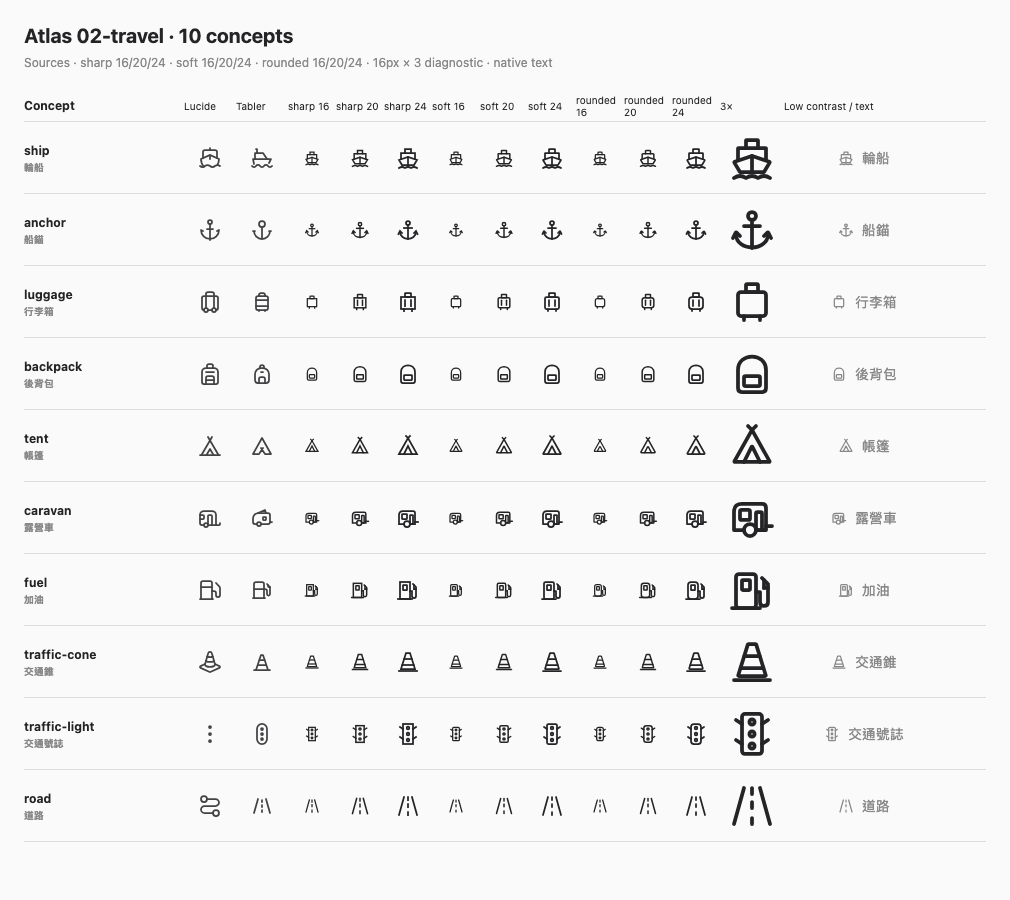 Atlas 02-travel · 10 concepts
Sources · sharp 16/20/24 · soft 16/20/24 · rounded 16/20/24 · 16px × 3 diagnostic · native text
Concept Lucide Tabler sharp 16 sharp 20 sharp 24 soft 16 soft 20 soft 24 rounded 16 rounded 20 rounded 24 3× Low contrast / text
ship
輪船
輪船
anchor
船錨
船錨
luggage
行李箱
行李箱
backpack
後背包
後背包
tent
帳篷
帳篷
caravan
露營車
露營車
fuel
加油
加油
traffic-cone
交通錐
交通錐
traffic-light
交通號誌
交通號誌
road
道路
道路